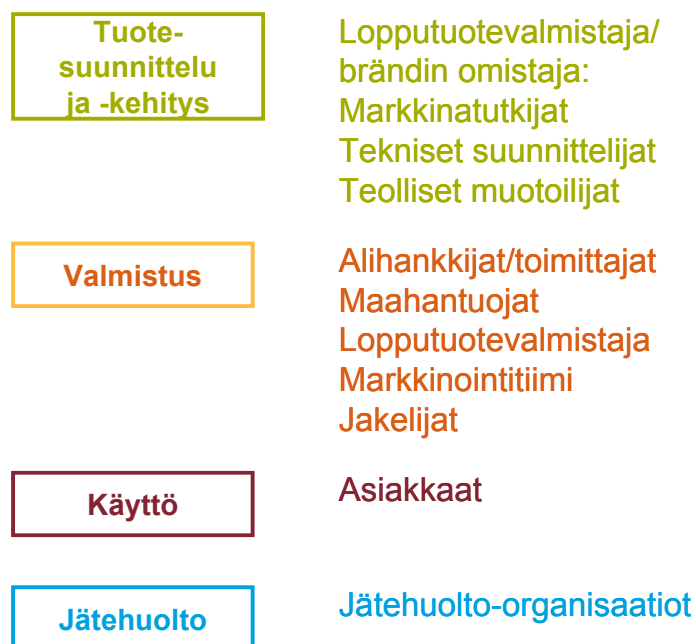 Tuote-
suunnittelu
ja -kehitys
Lopputuotevalmistaja/
brändin omistaja:
Markkinatutkijat
Tekniset suunnittelijat
Teolliset muotoilijat
Valmistus
Alihankkijat/toimittajat
Maahantuojat
Lopputuotevalmistaja
Markkinointitiimi
Jakelijat
Käyttö
Asiakkaat
Jätehuolto
Jätehuolto-organisaatiot